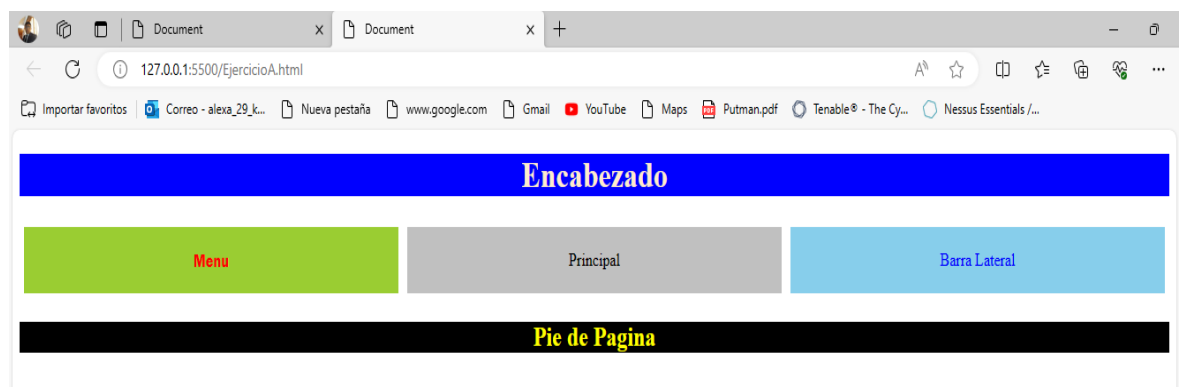 Document
Document
127.0.0.1:5500/EjercicioA.html
Importar favoritos Correo - alexa_29_k... Nueva pestaña www.google.com Gmail YouTube Maps Putman.pdf Tenable® - The Cy... Nessus Essentials /...
Encabezado
Menu Principal Barra Lateral
Pie de Pagina